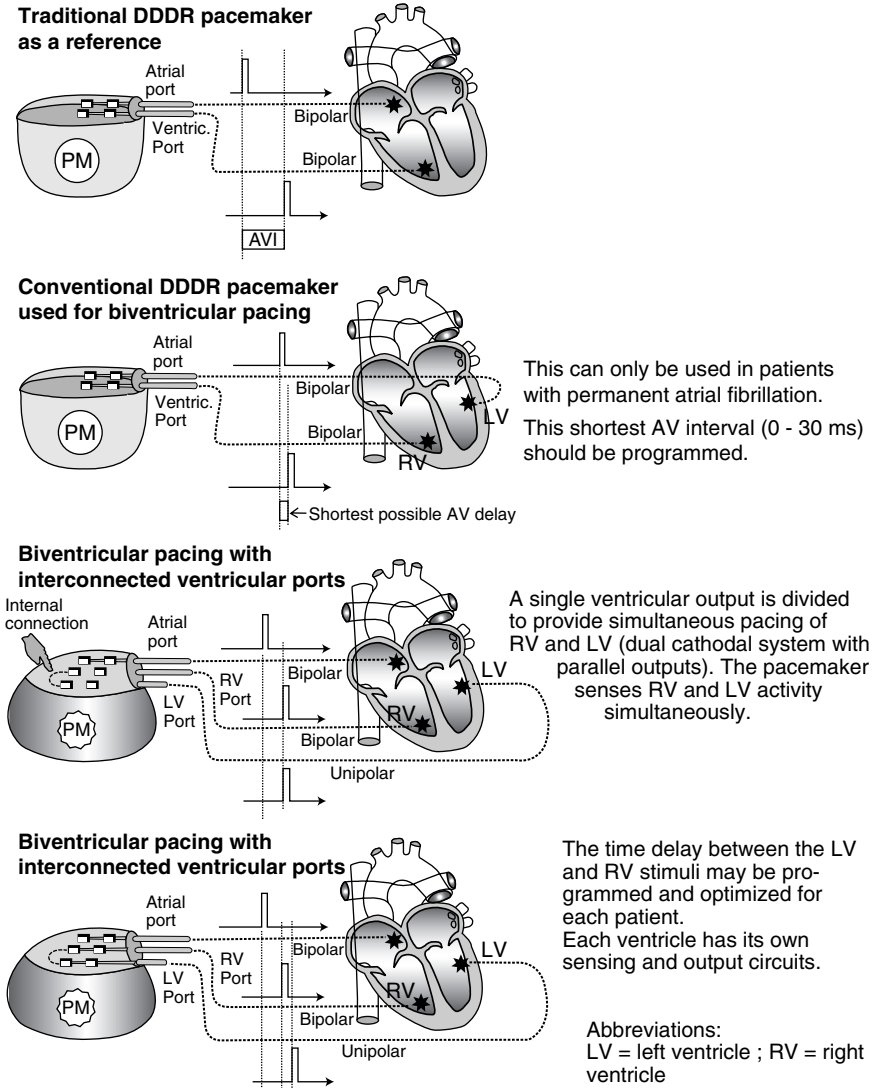 Traditional DDDR pacemaker
as a reference
Atrial
port
Ventric.
Port
PM
Bipolar
Bipolar
AVI
Conventional DDDR pacemaker
used for biventricular pacing
Atrial
port
Ventric.
Port
PM
Bipolar
Bipolar
LV
RV
Shortest possible AV delay
This can only be used in patients
with permanent atrial fibrillation.
This shortest AV interval (0 - 30 ms)
should be programmed.
Biventricular pacing with
interconnected ventricular ports
Internal
connection
Atrial
port
RV
Port
LV
Port
PM
Bipolar
Bipolar
Unipolar
LV
RV
A single ventricular output is divided
to provide simultaneous pacing of
RV and LV (dual cathodal system with
parallel outputs). The pacemaker
senses RV and LV activity
simultaneously.
Biventricular pacing with
interconnected ventricular ports
Atrial
port
RV
Port
LV
Port
PM
Bipolar
Bipolar
Unipolar
LV
RV
The time delay between the LV
and RV stimuli may be pro-
grammed and optimized for
each patient.
Each ventricle has its own
sensing and output circuits.
Abbreviations:
LV = left ventricle ; RV = right
ventricle